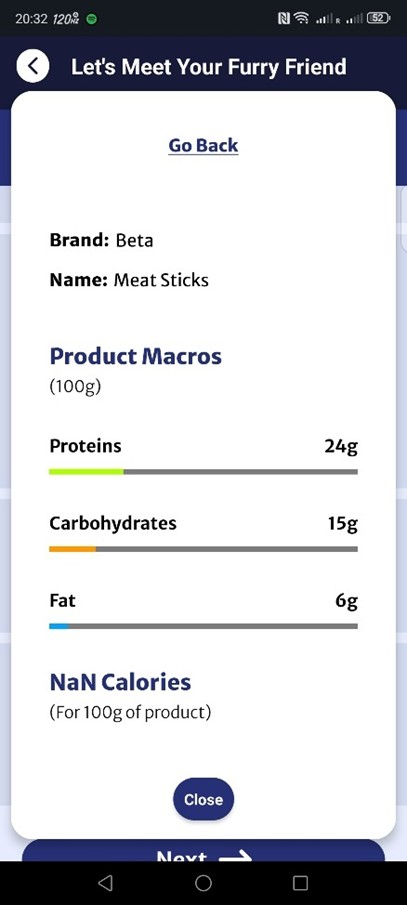 20:32 120Hz R 52
Let's Meet Your Furry Friend
Go Back
Brand: Beta
Name: Meat Sticks
Product Macros
(100g)
Proteins 24g
Carbohydrates 15g
Fat 6g
NaN Calories
(For 100g of product)
Close
Next